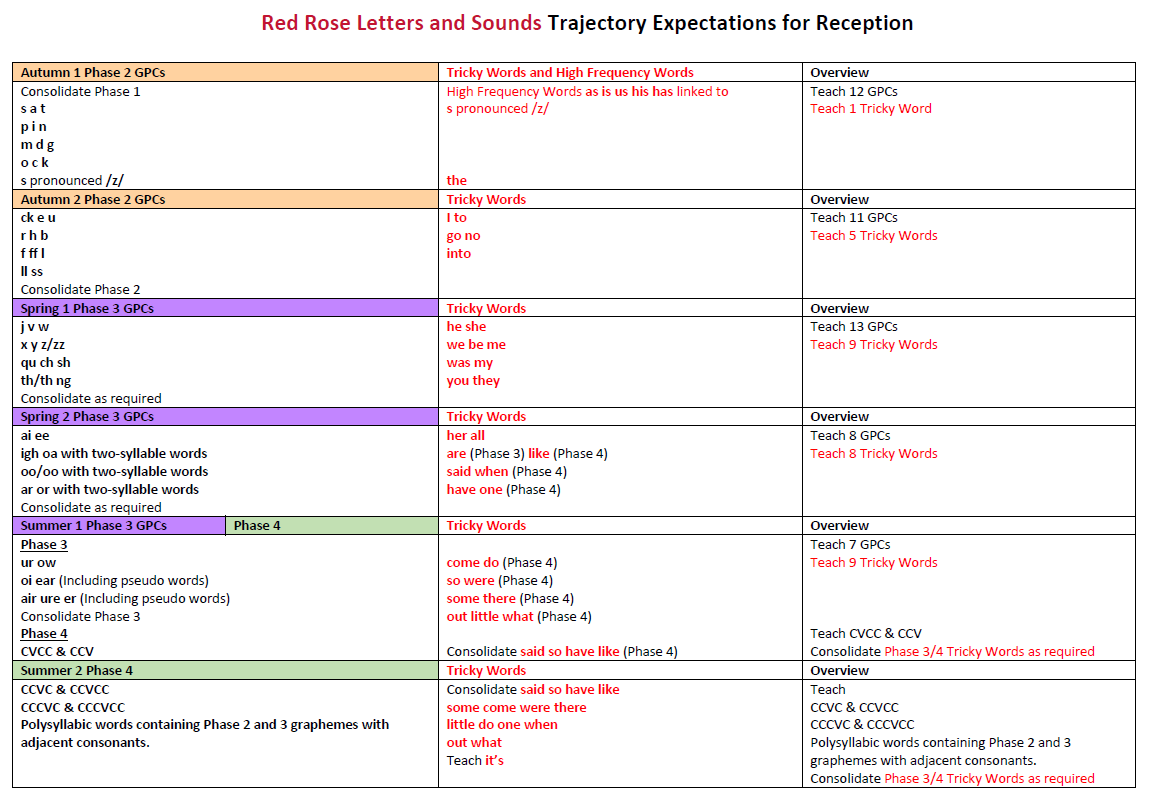 Red Rose Letters and Sounds Trajectory Expectations for Reception
Autumn 1 Phase 2 GPCs
Tricky Words and High Frequency Words
Overview
Consolidate Phase 1
s a t
p i n
m d g
o c k
s pronounced /z/
High Frequency Words as is us his has linked to
s pronounced /z/
the
Teach 12 GPCs
Teach 1 Tricky Word
Autumn 2 Phase 2 GPCs
Tricky Words
Overview
ck e u
r h b
f ff l
ll ss
Consolidate Phase 2
I to
go no
into
Teach 11 GPCs
Teach 5 Tricky Words
Spring 1 Phase 3 GPCs
Tricky Words
Overview
j v w
x y z/zz
qu ch sh
th/th ng
Consolidate as required
he she
we be me
was my
you they
Teach 13 GPCs
Teach 9 Tricky Words
Spring 2 Phase 3 GPCs
Tricky Words
Overview
ai ee
igh oa with two-syllable words
oo/oo with two-syllable words
ar or with two-syllable words
Consolidate as required
her all
are (Phase 3) like (Phase 4)
said when (Phase 4)
have one (Phase 4)
Teach 8 GPCs
Teach 8 Tricky Words
Summer 1 Phase 3 GPCs
Phase 4
Tricky Words
Overview
Phase 3
ur ow
oi ear (Including pseudo words)
air ure er (Including pseudo words)
Consolidate Phase 3
Phase 4
CVCC & CCV
come do (Phase 4)
so were (Phase 4)
some there (Phase 4)
out little what (Phase 4)
Consolidate said so have like (Phase 4)
Teach 7 GPCs
Teach 9 Tricky Words
Teach CVCC & CCV
Consolidate Phase 3/4 Tricky Words as required
Summer 2 Phase 4
Tricky Words
Overview
CCVC & CCVCC
CCCVC & CCCVCC
Polysyllabic words containing Phase 2 and 3 graphemes with
adjacent consonants.
Consolidate said so have like
some come were there
little do one when
out what
Teach it's
Teach
CCVC & CCVCC
CCCVC & CCCVCC
Polysyllabic words containing Phase 2 and 3
graphemes with adjacent consonants.
Consolidate Phase 3/4 Tricky Words as required